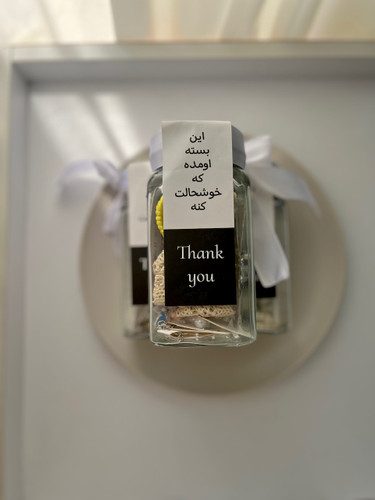 این
بسته
اومده
که
خوشحالت
کنه
Thank
you